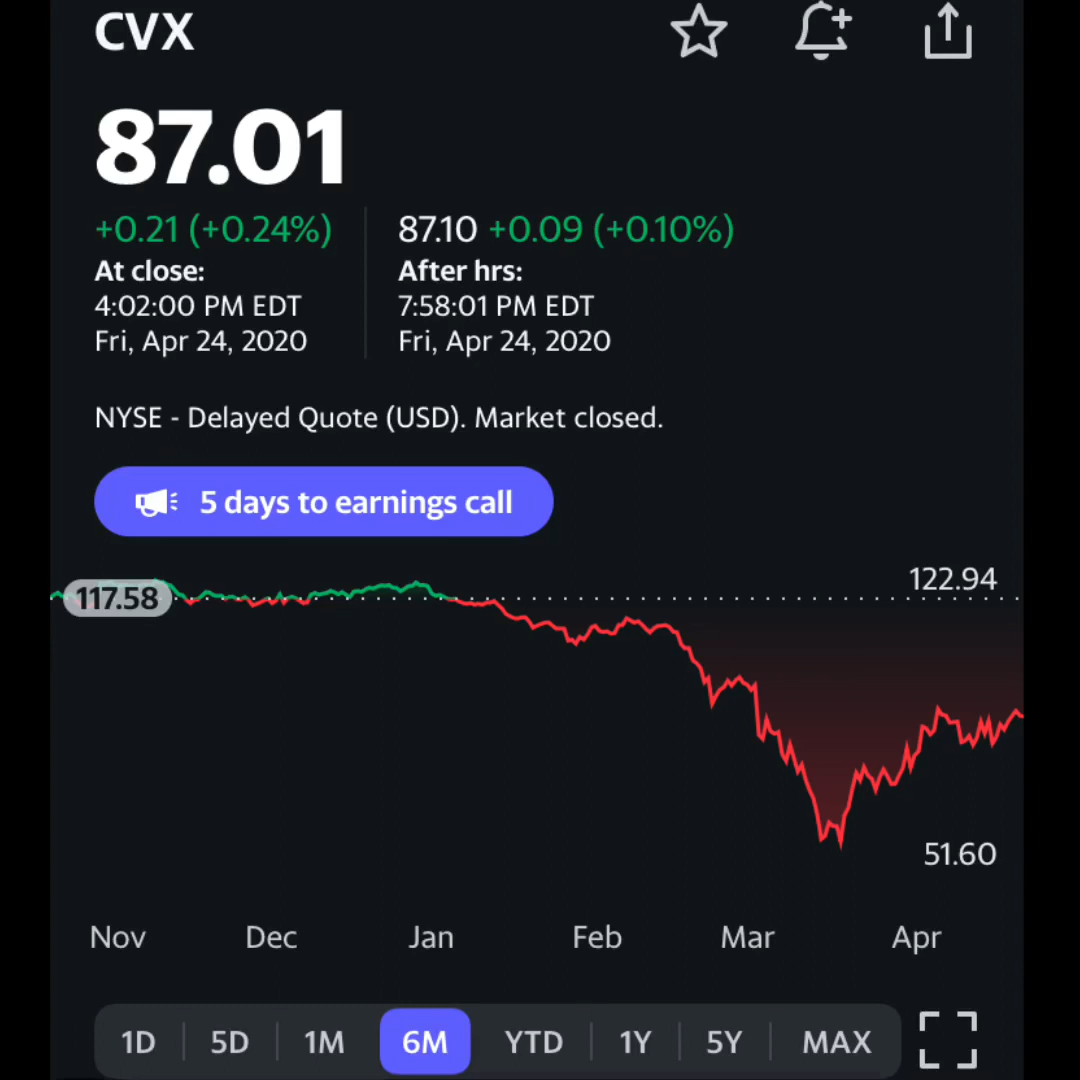 CVX
87.01
+0.21 (+0.24%)
87.10 +0.09 (+0.10%)
At close:
After hrs:
4:02:00 PM EDT
7:58:01 PM EDT
Fri, Apr 24, 2020
Fri, Apr 24, 2020
NYSE - Delayed Quote (USD). Market closed.
5 days to earnings call
122.94
117.58
51.60
Nov Dec Jan Feb Mar Apr
1D 5D 1M 6M YTD 1Y 5Y MAX